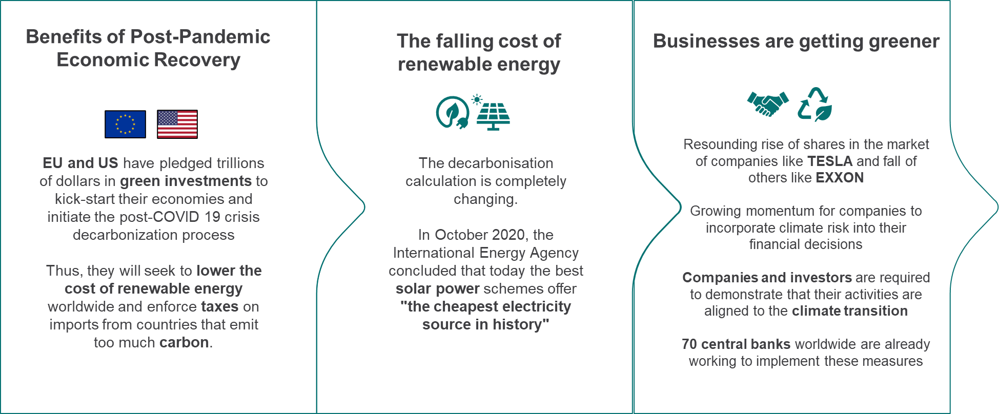 Benefits of Post-Pandemic
Economic Recovery
EU and US have pledged trillions
of dollars in green investments to
kick-start their economies and
initiate the post-COVID 19 crisis
decarbonization process
Thus, they will seek to lower the
cost of renewable energy
worldwide and enforce taxes on
imports from countries that emit
too much carbon.
The falling cost of
renewable energy
The decarbonisation
calculation is completely
changing.
In October 2020, the
International Energy Agency
concluded that today the best
solar power schemes offer
"the cheapest electricity
source in history"
Businesses are getting greener
Resounding rise of shares in the market
of companies like TESLA and fall of
others like EXXON
Growing momentum for companies to
incorporate climate risk into their
financial decisions
Companies and investors are required
to demonstrate that their activities are
aligned to the climate transition
70 central banks worldwide are already
working to implement these measures